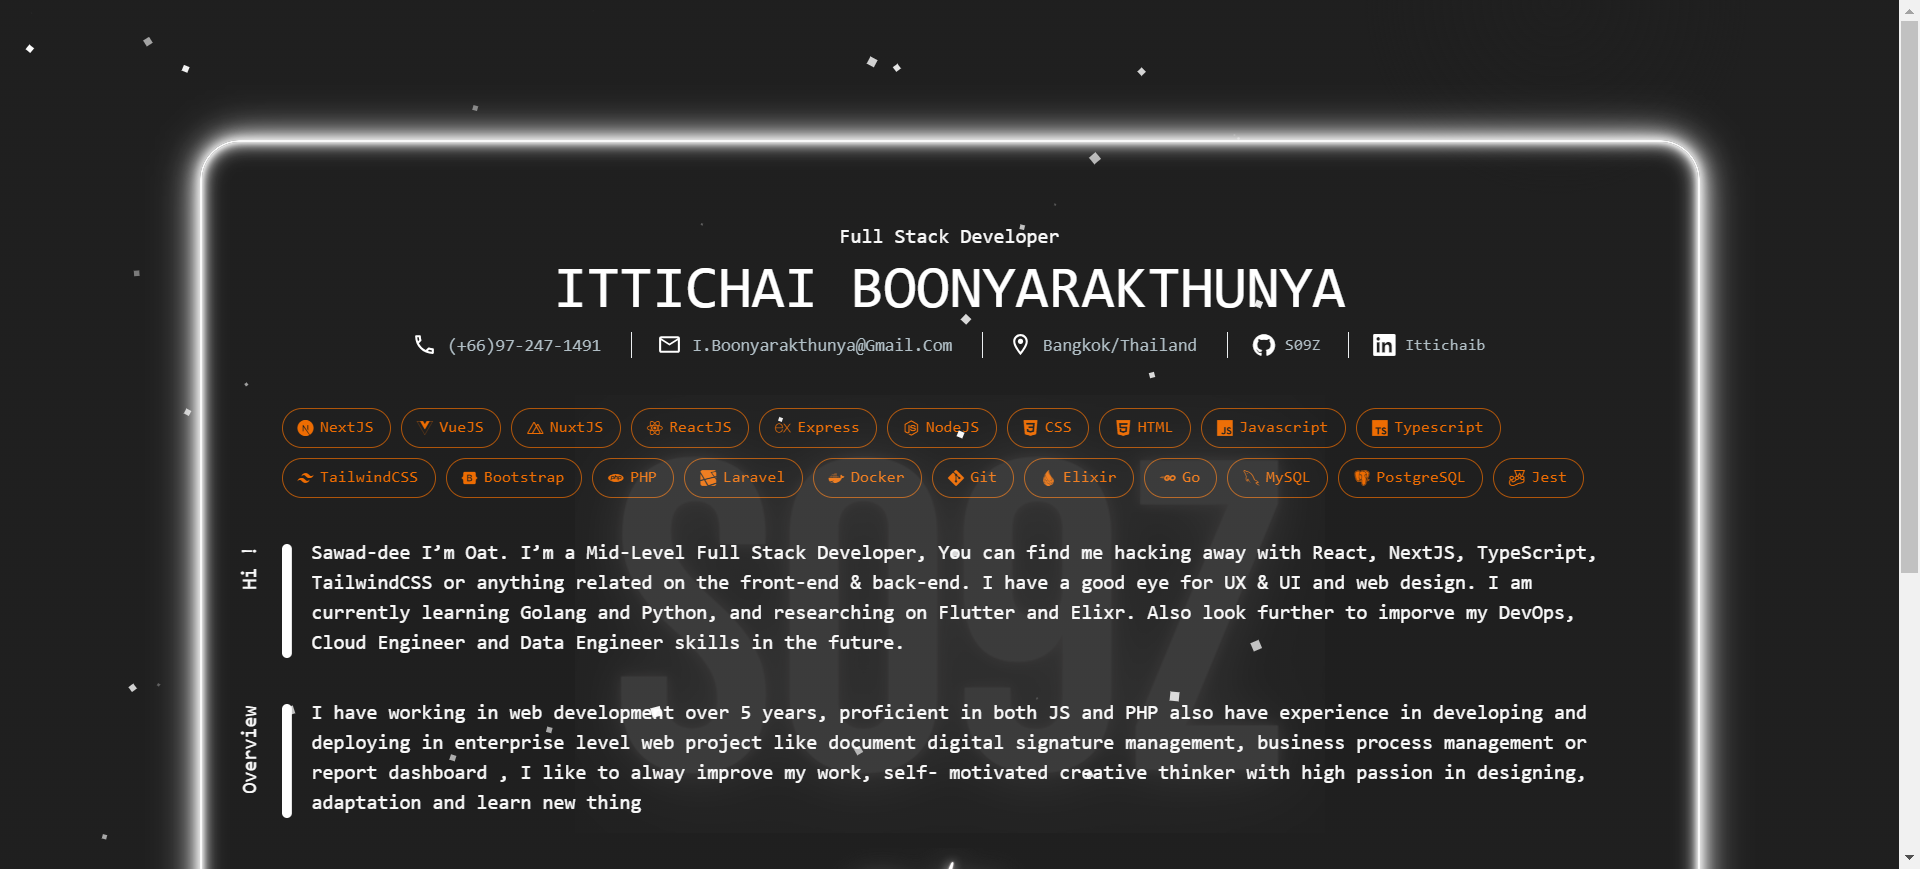 Full Stack Developer
ITTICHAI BOONYARAKTHUNYA
(+66)97-247-1491 I.Boonyarakthunya@Gmail.Com Bangkok/Thailand S09Z Ittichaib
NextJS VueJS NuxtJS ReactJS Express NodeJS CSS HTML Javascript Typescript
TailwindCSS Bootstrap PHP Laravel Docker Git Elixir Go MySQL PostgreSQL Jest
S09Z
Hi !
Sawad-dee I’m Oat. I’m a Mid-Level Full Stack Developer, You can find me hacking away with React, NextJS, TypeScript,
TailwindCSS or anything related on the front-end & back-end. I have a good eye for UX & UI and web design. I am
currently learning Golang and Python, and researching on Flutter and Elixr. Also look further to imporve my DevOps,
Cloud Engineer and Data Engineer skills in the future.
Overview
I have working in web development over 5 years, proficient in both JS and PHP also have experience in developing and
deploying in enterprise level web project like document digital signature management, business process management or
report dashboard , I like to alway improve my work, self- motivated creative thinker with high passion in designing,
adaptation and learn new thing